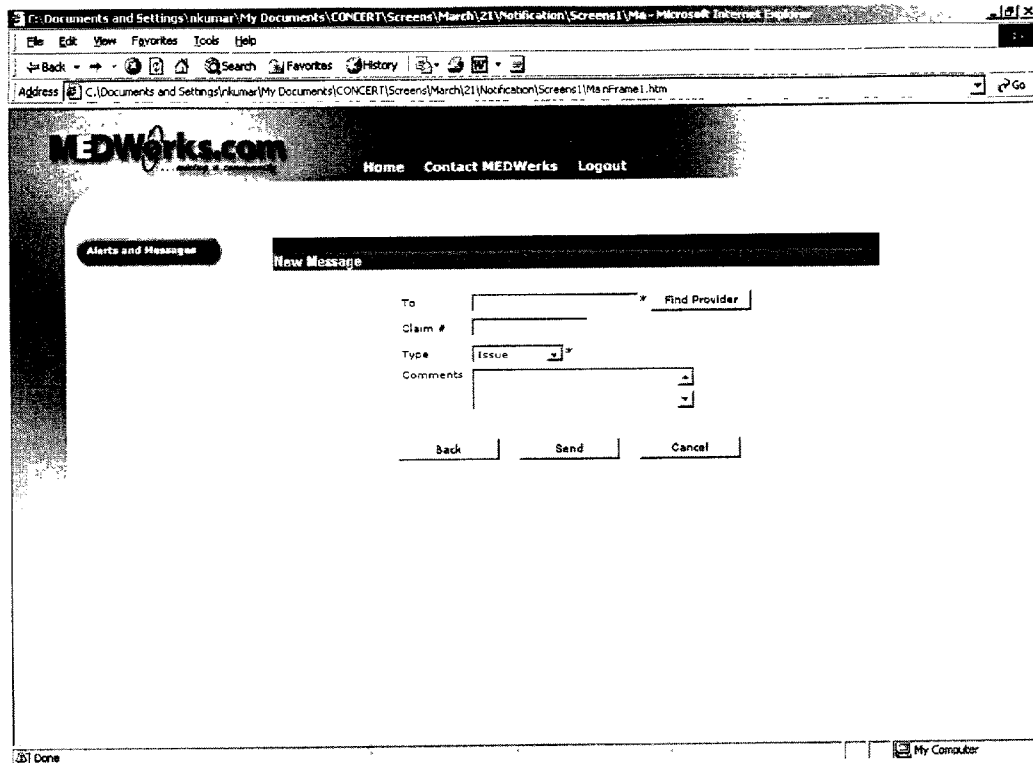 C:\Documents and Settings\nkumar\My Documents\CONCERT\Screens\March\21\Notification\Screens1\Ma - Microsoft Internet Explorer
File Edit View Favorites Tools Help
Back Search Favorites History
Address C:\Documents and Settings\nkumar\My Documents\CONCERT\Screens\March\21\Notification\Screens1\MainFrame1.htm Go
MEDWorks.com
Home Contact MEDWerks Logout
Alerts and Messages
New Message
To * Find Provider
Claim #
Type Issue *
Comments
Back Send Cancel
Done My Computer